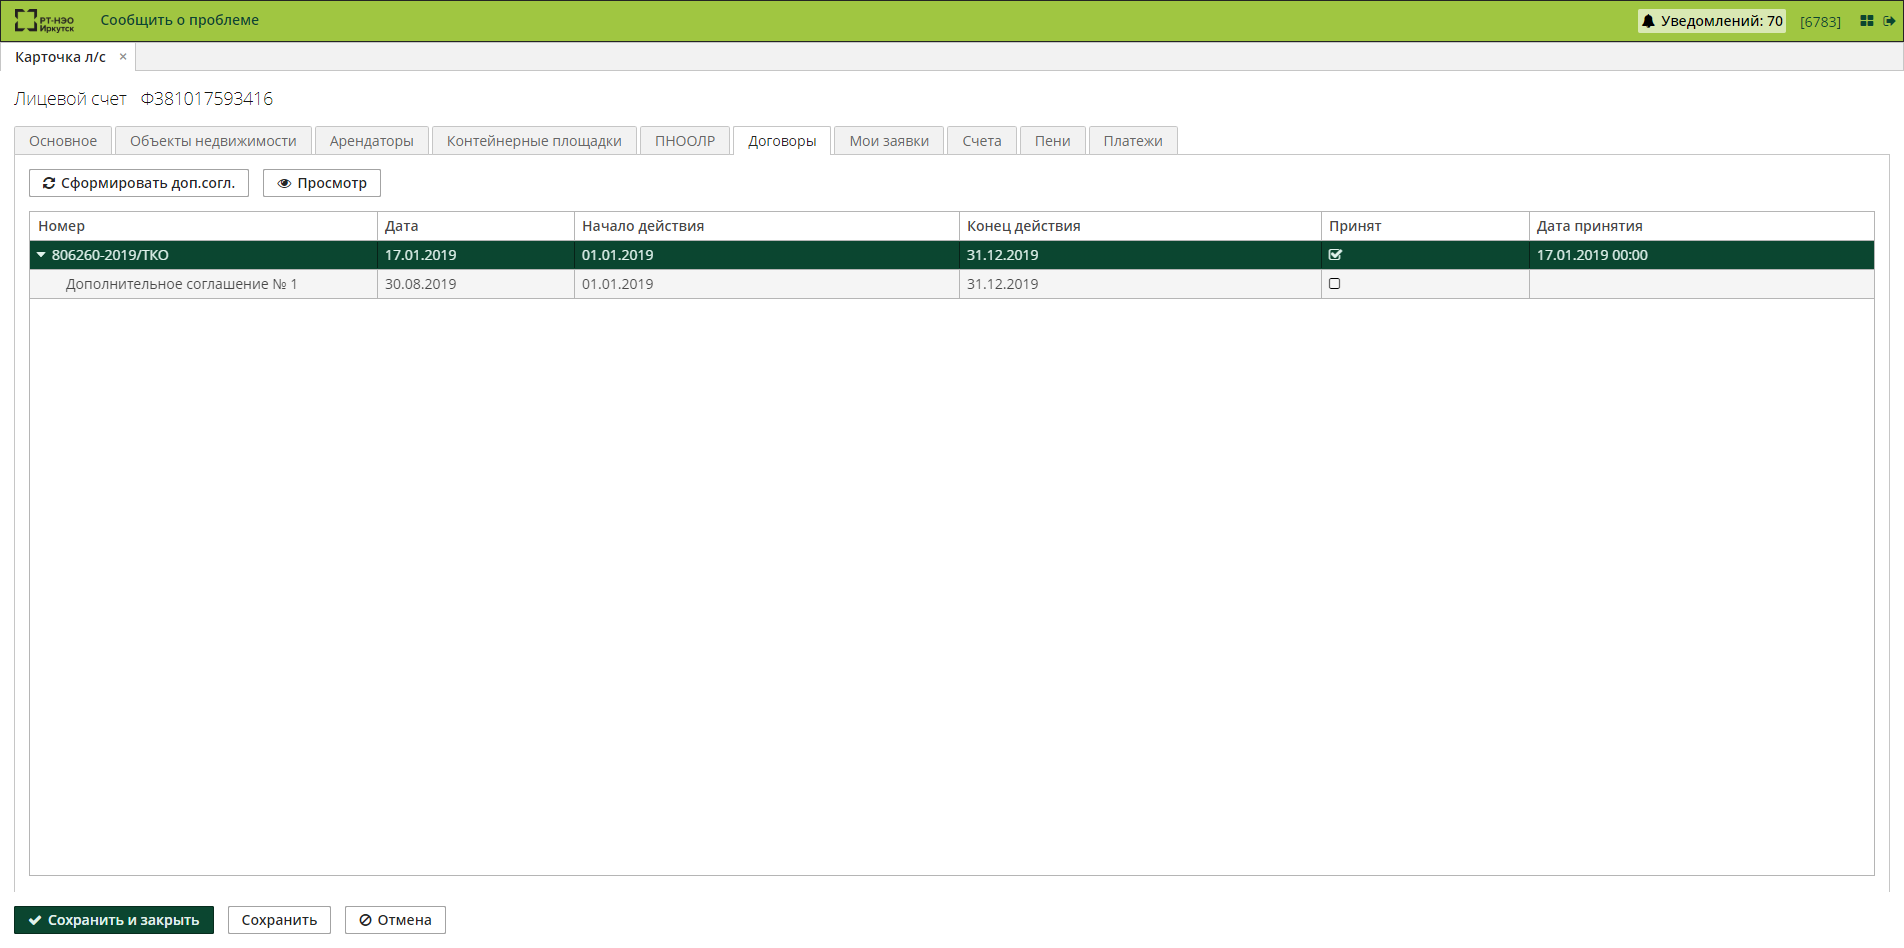 РТ-НЭО Иркутск Сообщить о проблеме Уведомлений: 70 [6783]
Карточка л/с ×
Лицевой счет Ф381017593416
Основное Объекты недвижимости Арендаторы Контейнерные площадки ПНООЛР Договоры Мои заявки Счета Пени Платежи
Сформировать доп.согл. Просмотр
Номер Дата Начало действия Конец действия Принят Дата принятия
806260-2019/ТКО 17.01.2019 01.01.2019 31.12.2019 17.01.2019 00:00
Дополнительное соглашение № 1 30.08.2019 01.01.2019 31.12.2019
Сохранить и закрыть Сохранить Отмена